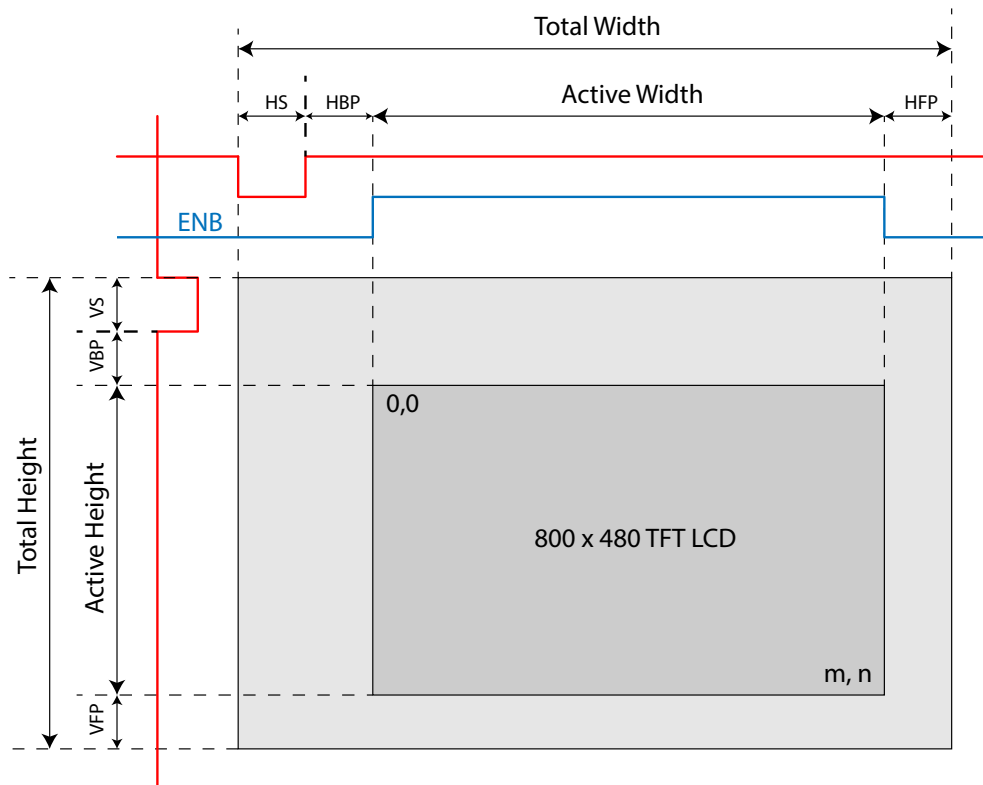 Total Width
HS
HBP
Active Width
HFP
ENB
VS
VBP
0,0
Total Height
Active Height
800 x 480 TFT LCD
m, n
VFP